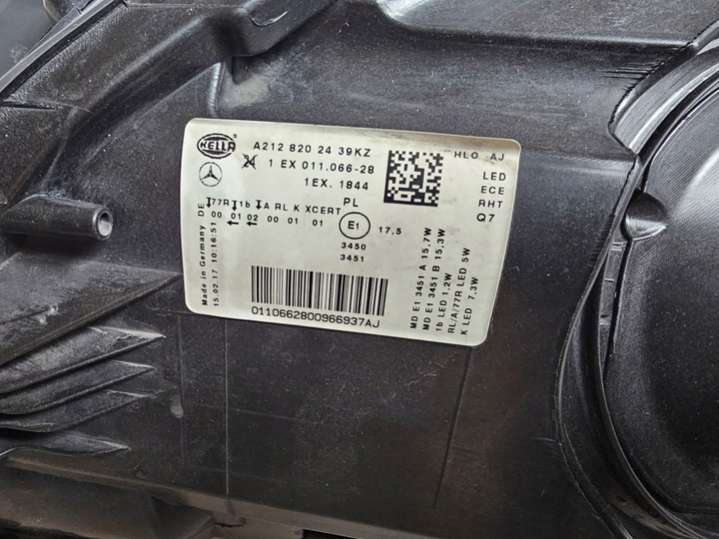 HELLA
A212 820 24 39KZ
24 1 EX 011.066-28
1EX. 1844
HLO AJ
LED
ECE
RHT
Q7
PL
77R 1b A RL K XCERT
00 01 02 00 01 01
E1 17,5
3450
3451
Made in Germany DE
15.02.17 10:16:51
0110662800966937AJ
MD E1 3451 A 15,7W
MD E1 3451 B 15,3W
1b LED 1,2W
RL/A/77R LED 5W
K LED 7,3W